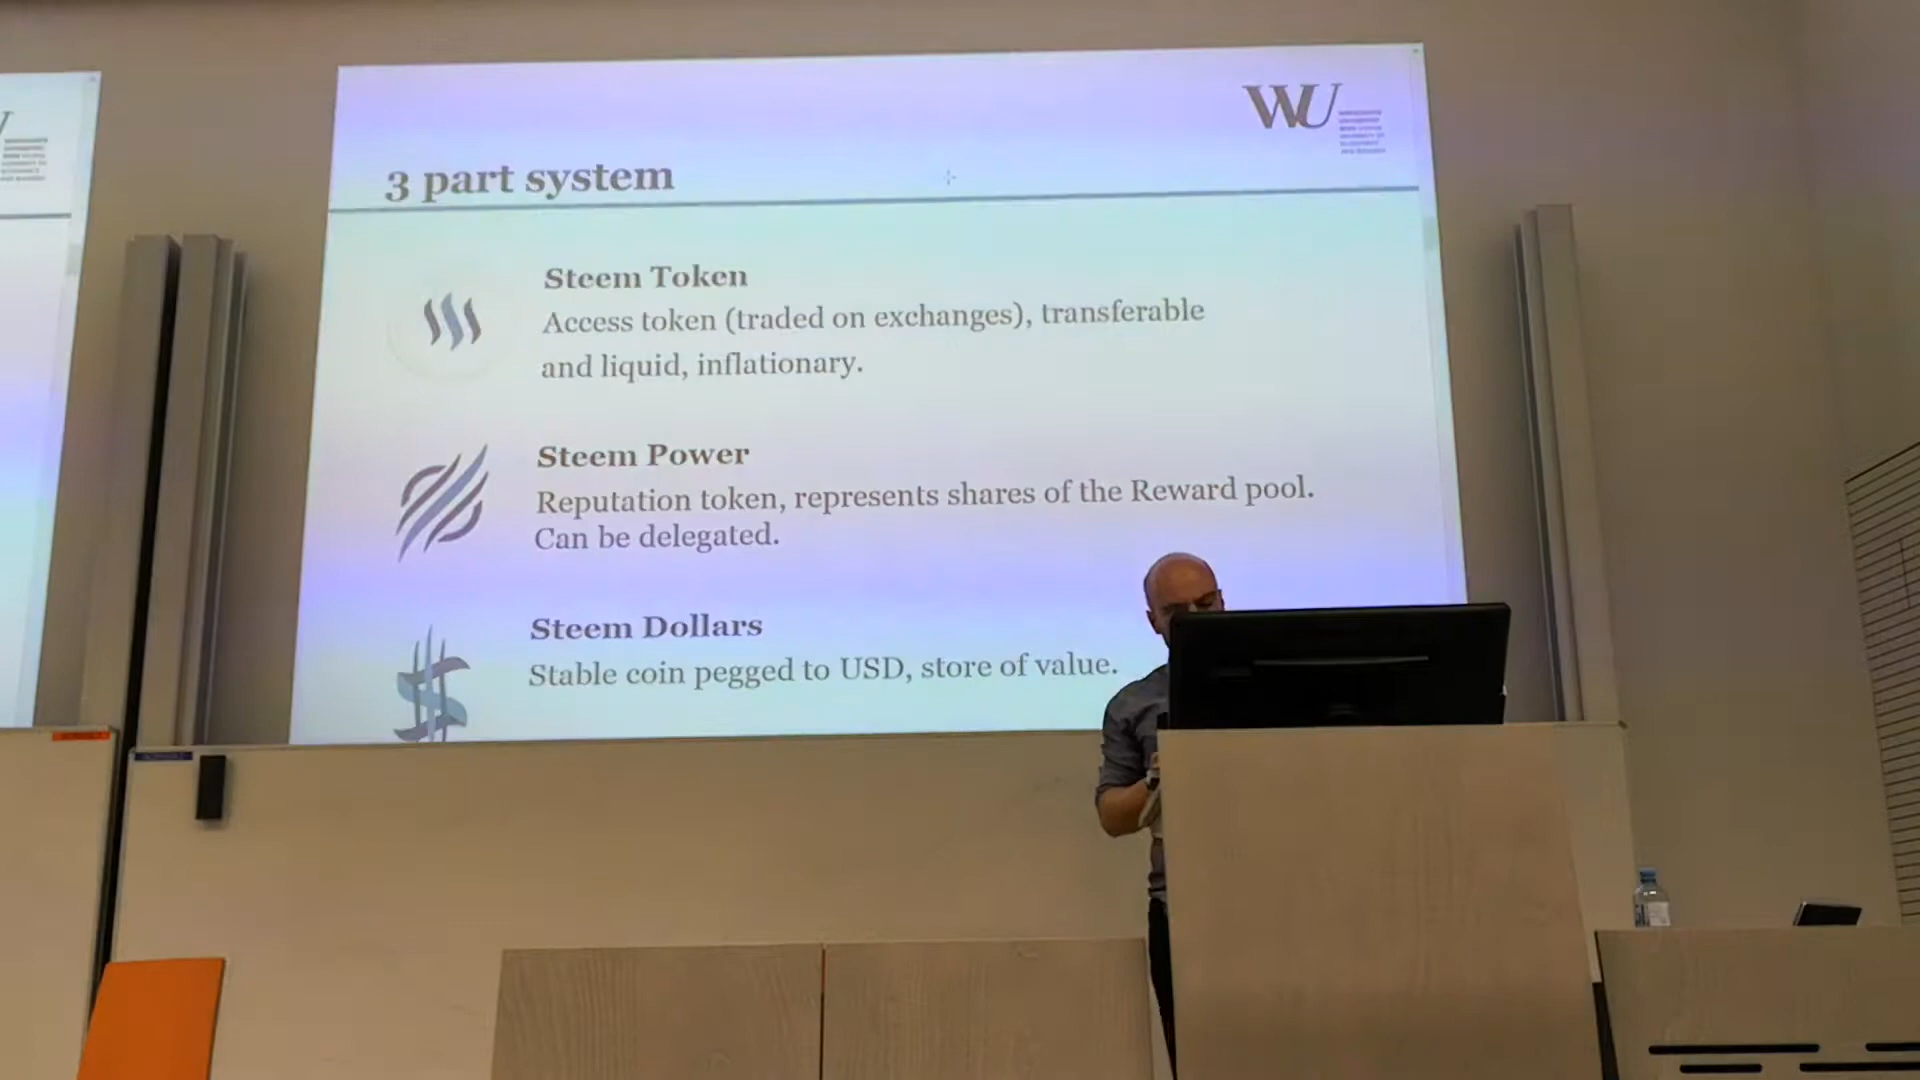 WU
3 part system
Steem Token
Access token (traded on exchanges), transferable
and liquid, inflationary.
Steem Power
Reputation token, represents shares of the Reward pool.
Can be delegated.
Steem Dollars
Stable coin pegged to USD, store of value.